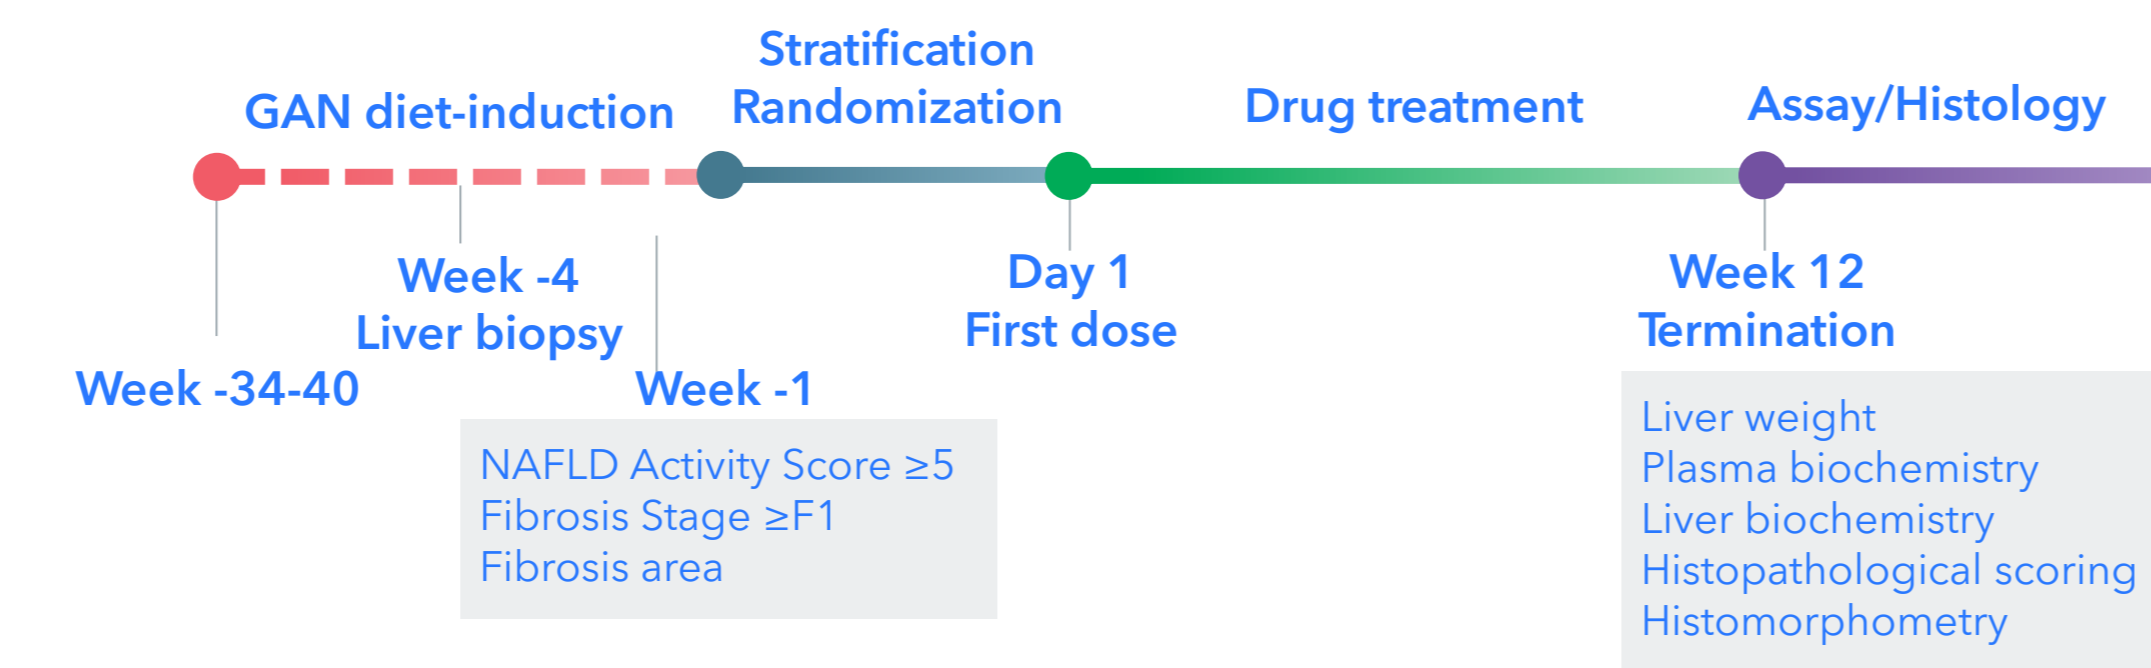 Stratification
Randomization
GAN diet-induction
Drug treatment
Assay/Histology
Week -34-40
Week -4
Liver biopsy
Week -1
NAFLD Activity Score ≥5
Fibrosis Stage ≥F1
Fibrosis area
Day 1
First dose
Week 12
Termination
Liver weight
Plasma biochemistry
Liver biochemistry
Histopathological scoring
Histomorphometry